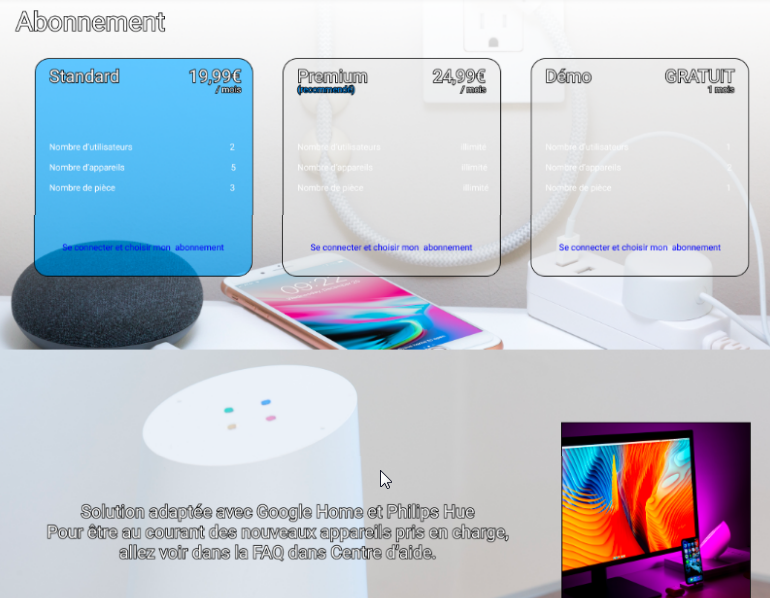 Abonnement
Standard 19,99€
/ mois
Nombre d'utilisateurs 2
Nombre d'appareils 5
Nombre de pièce 3
Se connecter et choisir mon abonnement
Premium 24,99€
(recommendé) / mois
Nombre d'utilisateurs illimité
Nombre d'appareils illimité
Nombre de pièce illimité
Se connecter et choisir mon abonnement
Démo GRATUIT
1 mois
Nombre d'utilisateurs 1
Nombre d'appareils 2
Nombre de pièce 1
Se connecter et choisir mon abonnement
09:22
Solution adaptée avec Google Home et Philips Hue
Pour être au courant des nouveaux appareils pris en charge,
allez voir dans la FAQ dans Centre d'aide.